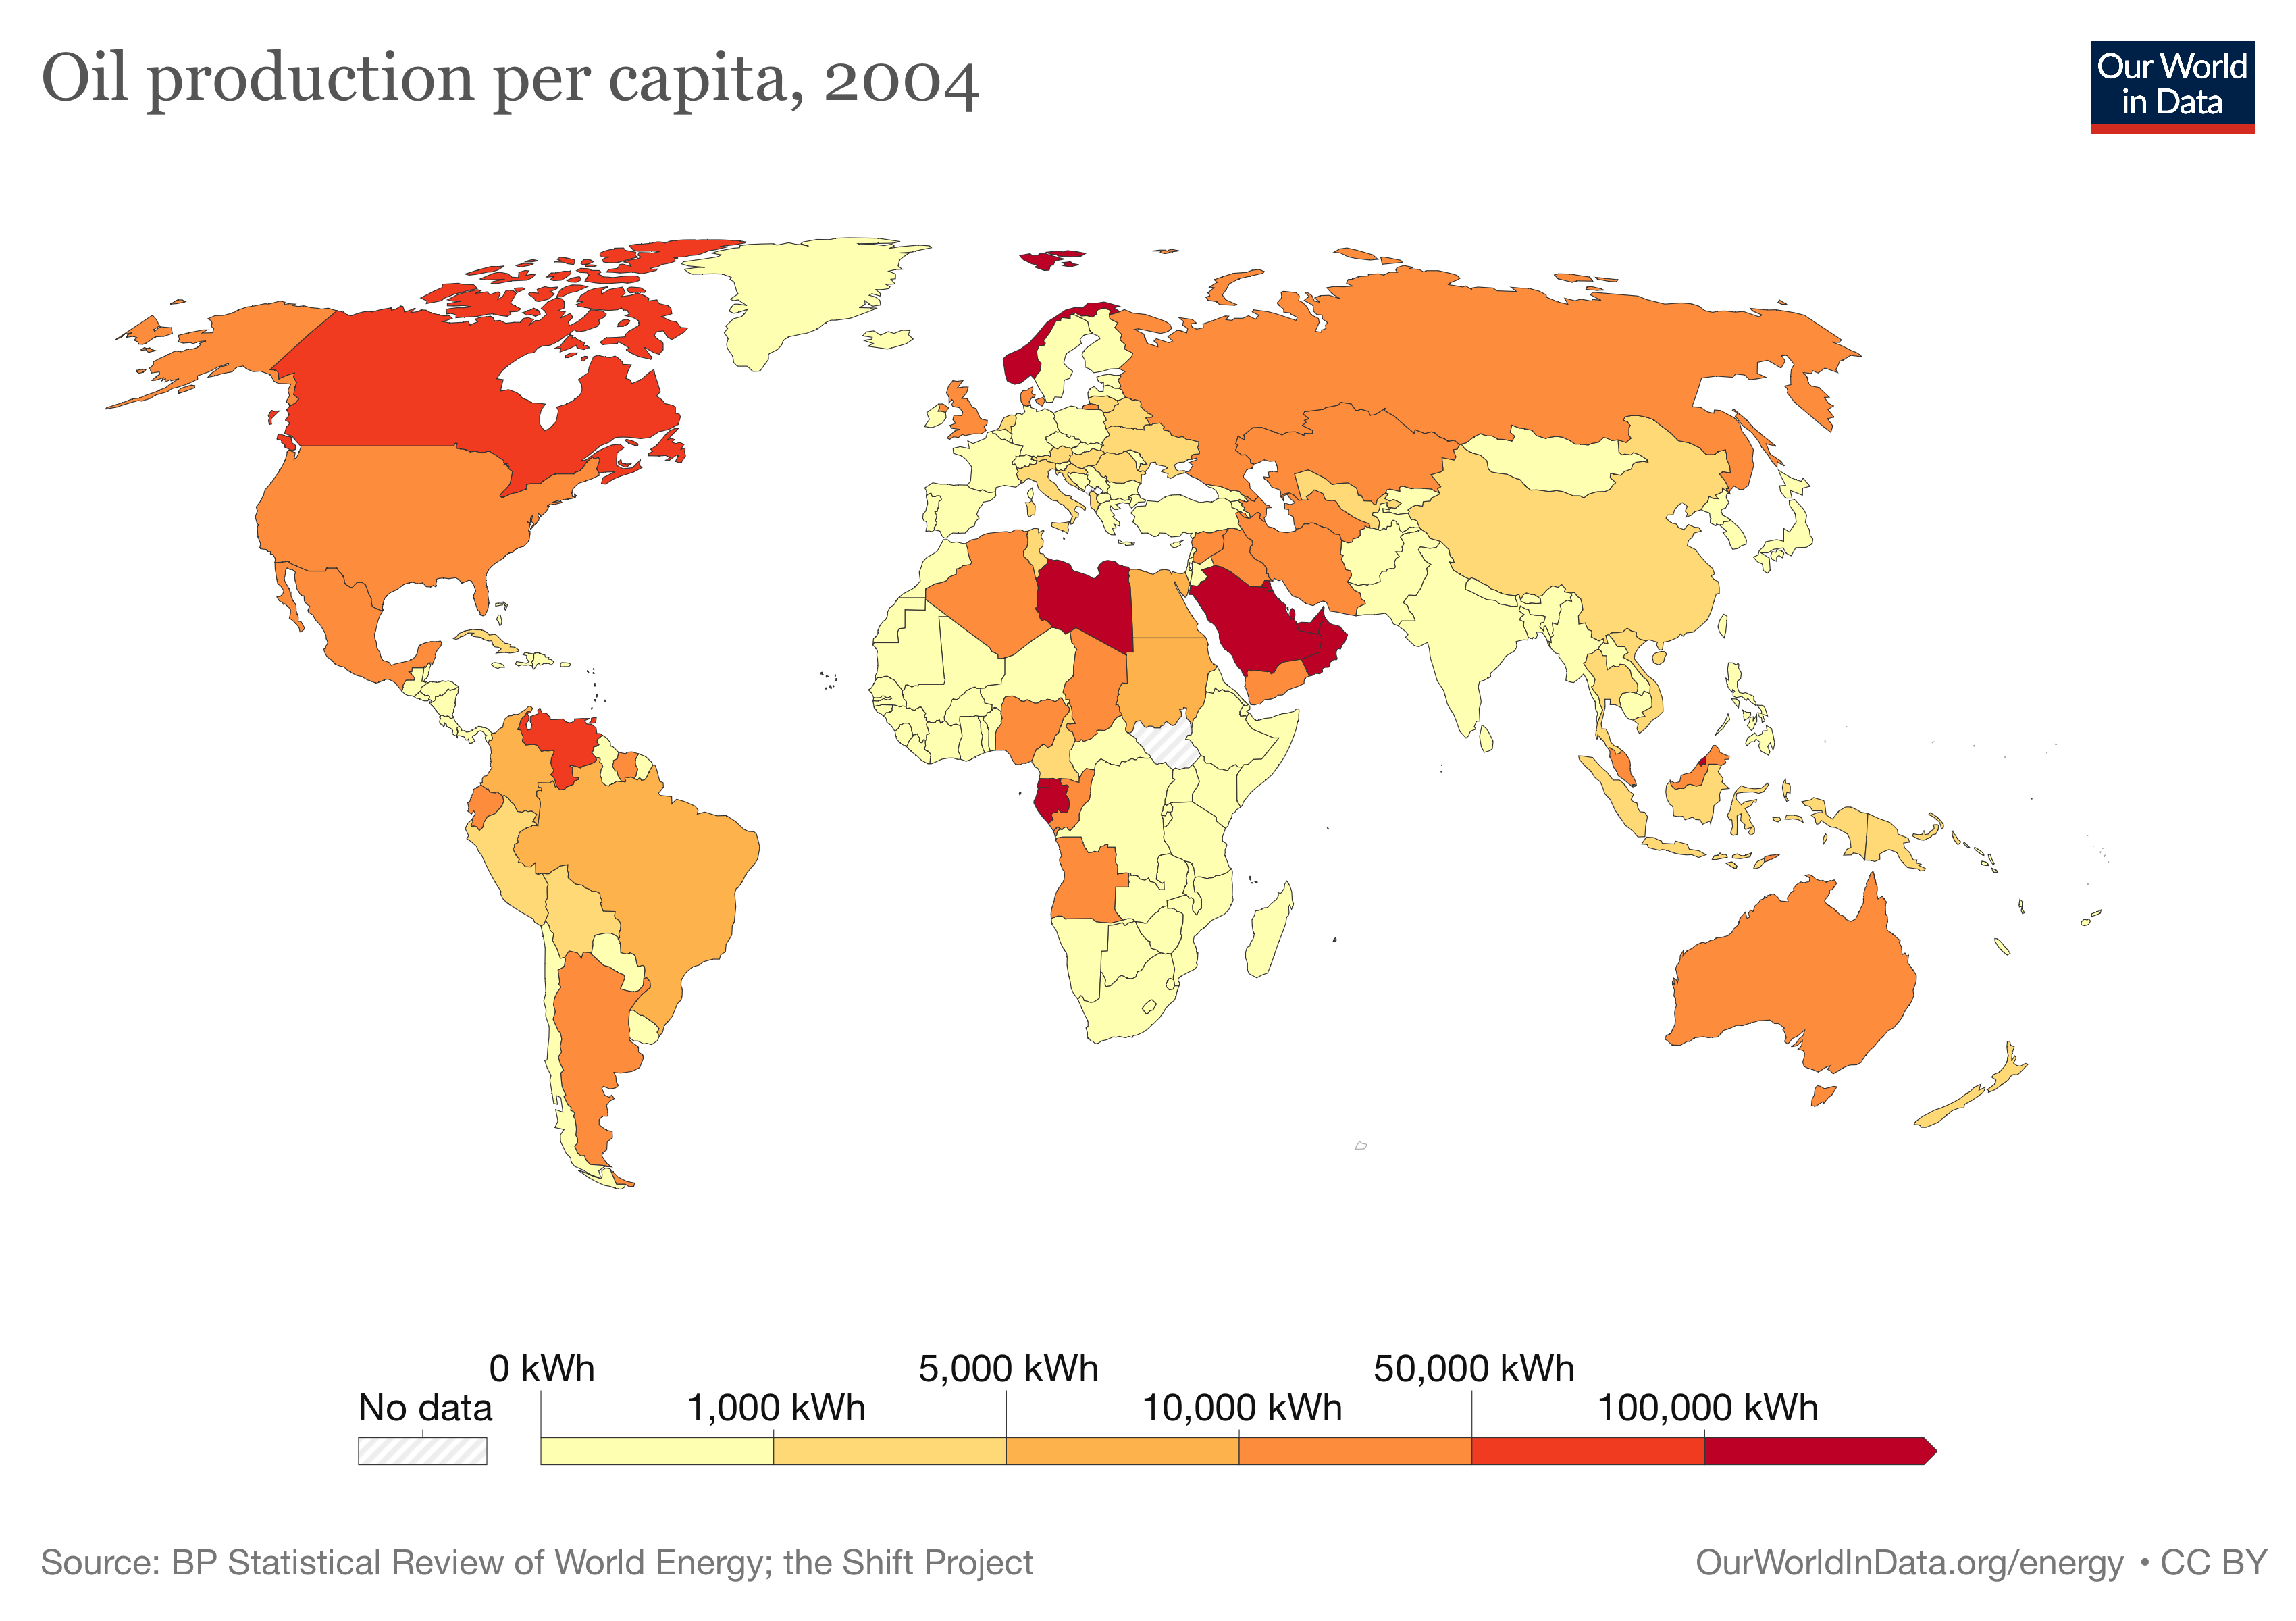 Oil production per capita, 2004
Our World
in Data
No data
0 kWh
1,000 kWh
5,000 kWh
10,000 kWh
50,000 kWh
100,000 kWh
Source: BP Statistical Review of World Energy; the Shift Project
OurWorldInData.org/energy • CC BY